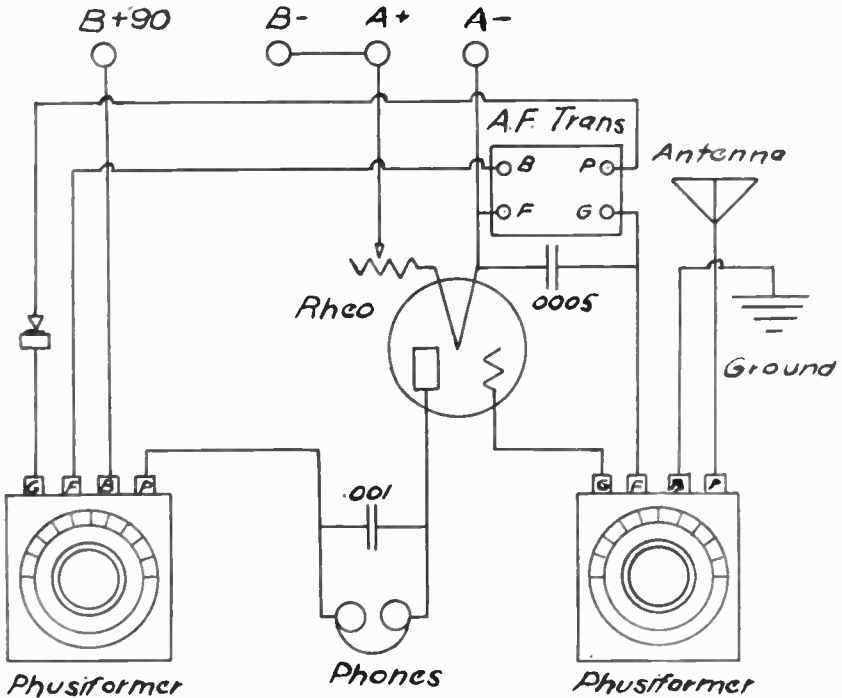 B+90 B- A+ A-
A.F. Trans
B P
F G
Antenna
Rheo
.0005
Ground
G F B P
.001
G F B P
Phusiformer
Phones
Phusiformer